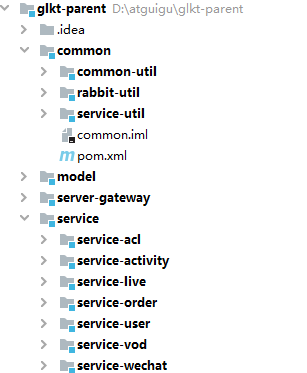 glkt-parent D:\atguigu\glkt-parent
.idea
common
common-util
rabbit-util
service-util
common.iml
pom.xml
model
server-gateway
service
service-acl
service-activity
service-live
service-order
service-user
service-vod
service-wechat